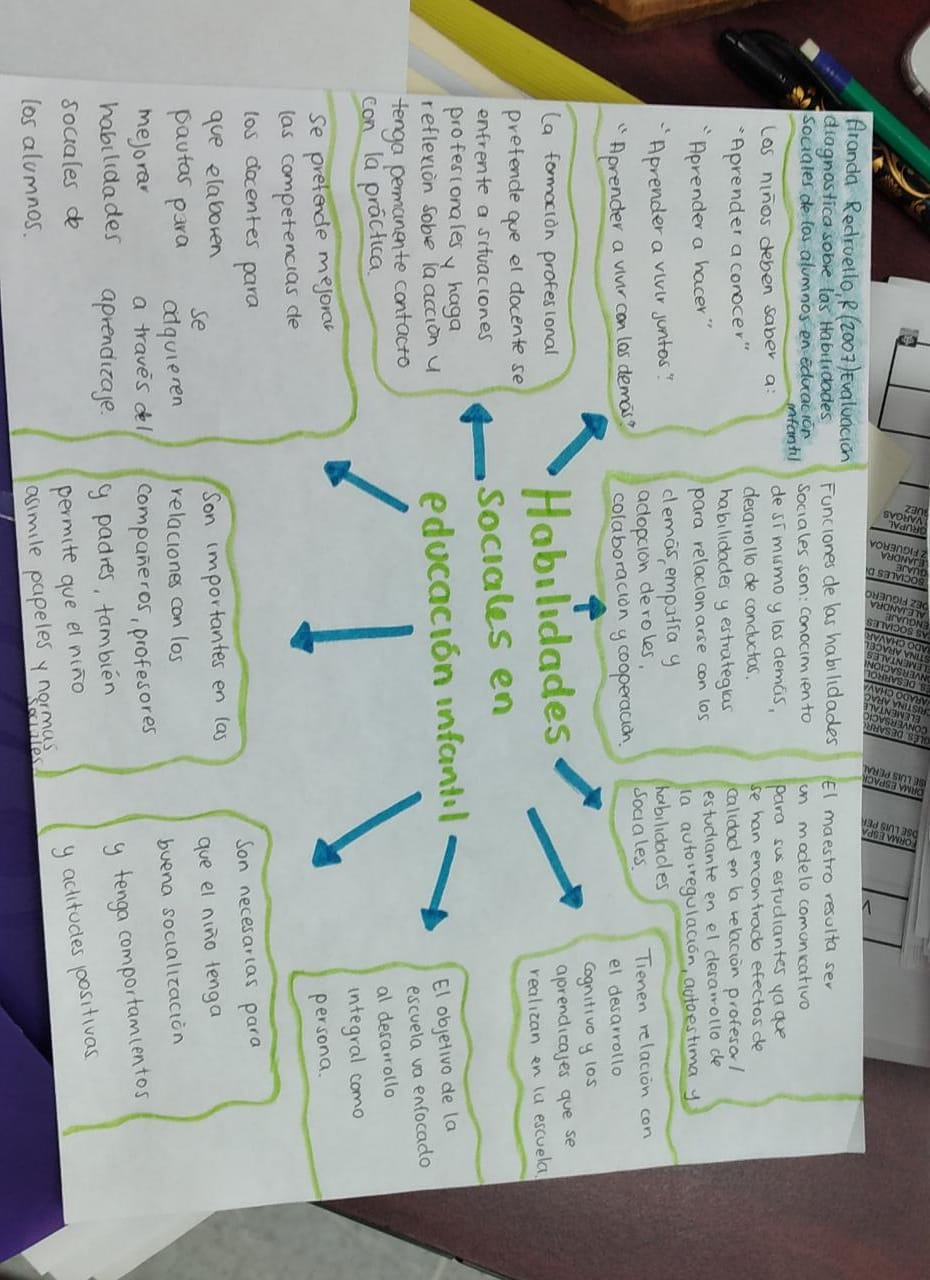 Aranda Redruello, R (2007) Evaluación
diagnostica sobre las Habilidades
sociales de los alumnos en educación
infantil
Los niños deben saber a:
"Aprender a conocer"
"Aprender a hacer"
"Aprender a vivir juntos"
"Aprender a vivir con los demás"
Funciones de las habilidades
sociales son: conocimiento
de sí mismo y los demás,
desarrollo de conductas,
habilidades y estrategias
para relacionarse con los
demás, empatía y
adopción de roles,
colaboración y cooperación.
El maestro resulta ser
un modelo comunicativo
para sus estudiantes ya que
se han encontrado efectos de
calidad en la relación profesor/
estudiante en el desarrollo de
la autorregulación, autoestima y
habilidades
sociales.
La formación profesional
pretende que el docente se
enfrente a situaciones
profesionales y haga
reflexión sobre la acción y
tenga permanente contacto
con la práctica
Habilidades
sociales en
educación infantil
Tienen relación con
el desarrollo
cognitivo y los
aprendizajes que se
realizan en la escuela.
El objetivo de la
escuela va enfocado
al desarrollo
integral como
persona.
Se pretende mejorar
las competencias de
los docentes para
que elaboren
pautas para
mejorar
habilidades
sociales de
los alumnos.
Se
adquieren
a través del
aprendizaje.
Son importantes en las
relaciones con los
compañeros, profesores
y padres, también
permite que el niño
asimile papeles y normas
sociales.
Son necesarias para
que el niño tenga
buena socialización
y tenga comportamientos
y actitudes positivas
GRUPAL
VARGAS